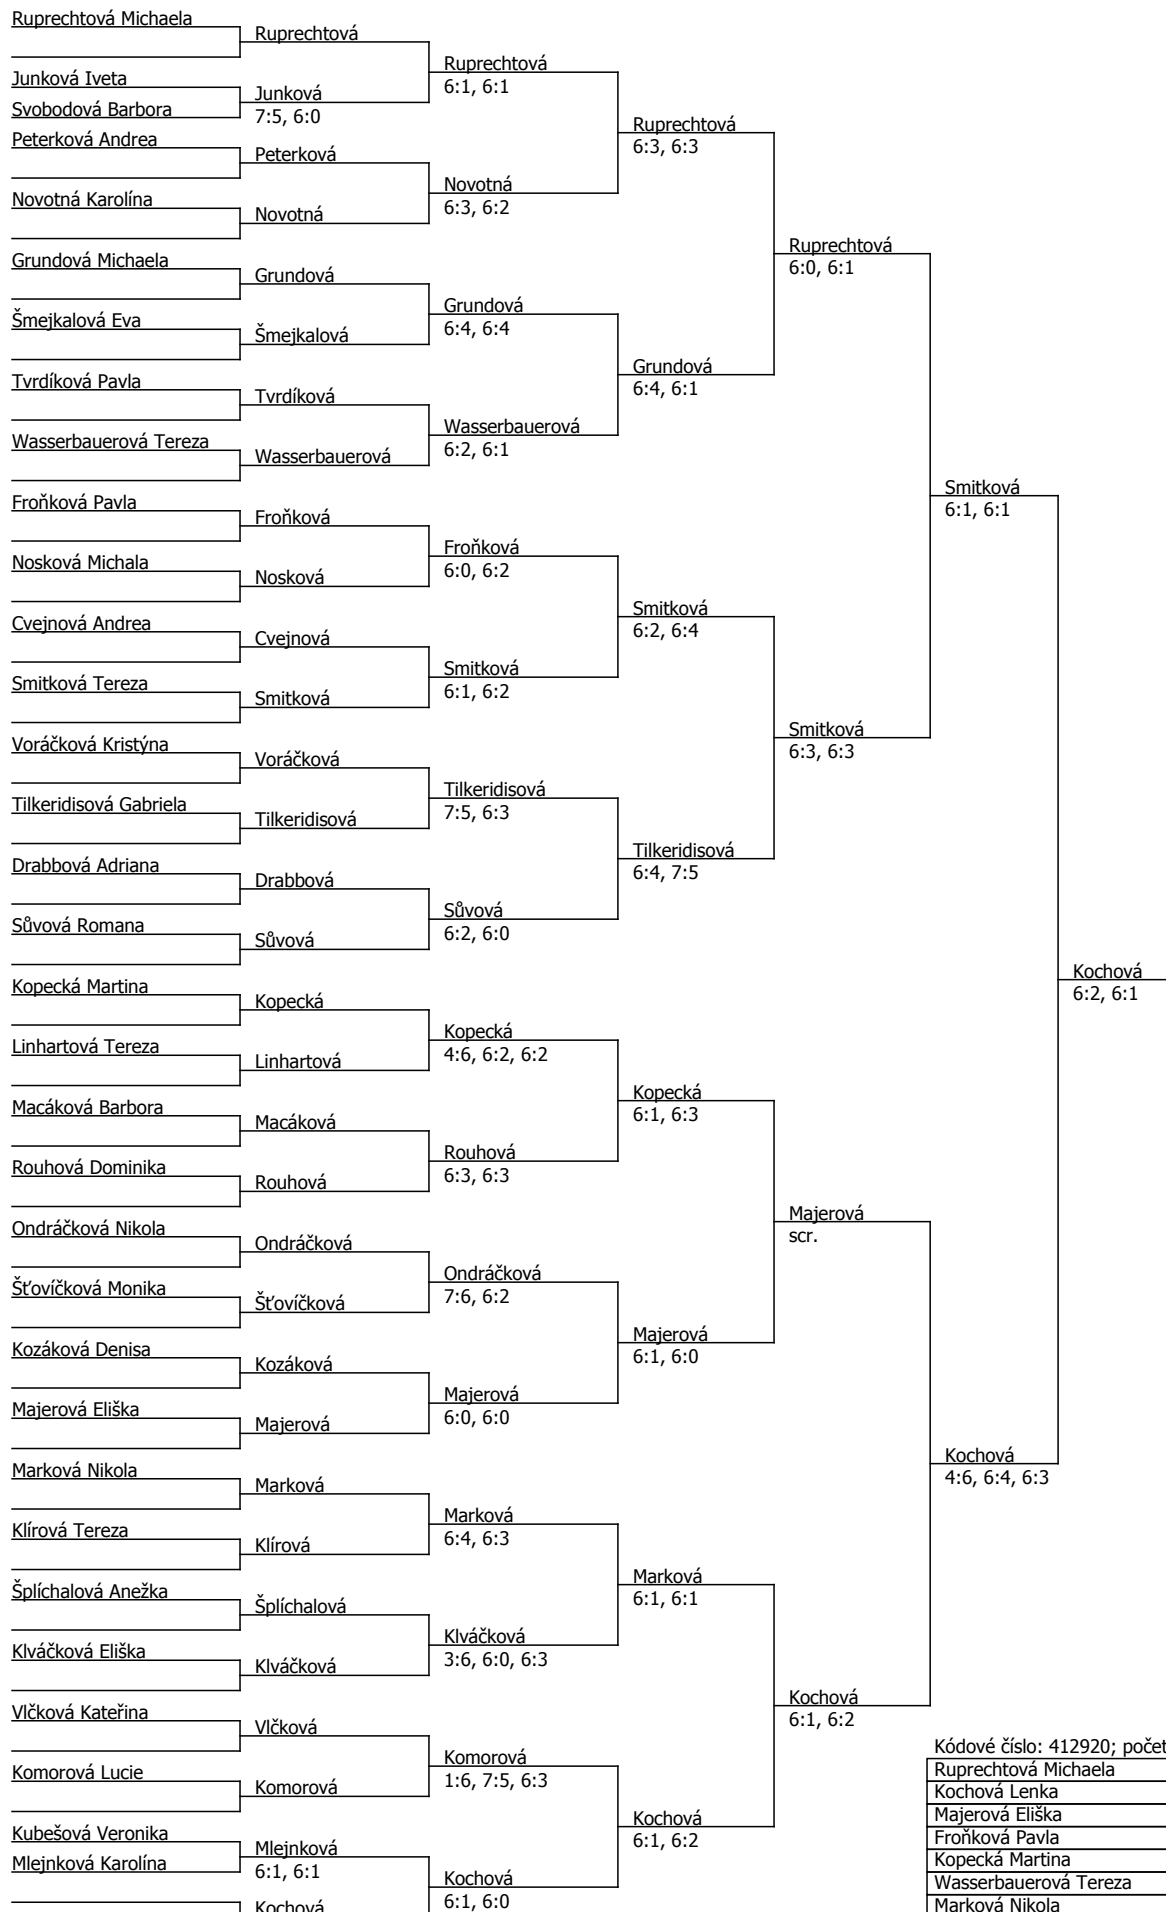 Ruprechtová Michaela
Junková Iveta
Svobodová Barbora
Peterková Andrea
Novotná Karolína
Grundová Michaela
Šmejkalová Eva
Tvrdíková Pavla
Wasserbauerová Tereza
Froňková Pavla
Nosková Michala
Cvejnová Andrea
Smitková Tereza
Voráčková Kristýna
Tilkeridisová Gabriela
Drabbová Adriana
Sůvová Romana
Kopecká Martina
Linhartová Tereza
Macáková Barbora
Rouhová Dominika
Ondráčková Nikola
Šťovíčková Monika
Kozáková Denisa
Majerová Eliška
Marková Nikola
Klírová Tereza
Šplíchalová Anežka
Klváčková Eliška
Vlčková Kateřina
Komorová Lucie
Kubešová Veronika
Mlejnková Karolína
Ruprechtová
Junková
7:5, 6:0
Peterková
Novotná
Grundová
Šmejkalová
Tvrdíková
Wasserbauerová
Froňková
Nosková
Cvejnová
Smitková
Voráčková
Tilkeridisová
Drabbová
Sůvová
Kopecká
Linhartová
Macáková
Rouhová
Ondráčková
Šťovíčková
Kozáková
Majerová
Marková
Klírová
Šplíchalová
Klváčková
Vlčková
Komorová
Mlejnková
6:1, 6:1
Kochová
Ruprechtová
6:1, 6:1
Novotná
6:3, 6:2
Grundová
6:4, 6:4
Wasserbauerová
6:2, 6:1
Froňková
6:0, 6:2
Smitková
6:1, 6:2
Tilkeridisová
7:5, 6:3
Sůvová
6:2, 6:0
Kopecká
4:6, 6:2, 6:2
Rouhová
6:3, 6:3
Ondráčková
7:6, 6:2
Majerová
6:0, 6:0
Marková
6:4, 6:3
Klváčková
3:6, 6:0, 6:3
Komorová
1:6, 7:5, 6:3
Kochová
6:1, 6:0
Ruprechtová
6:3, 6:3
Grundová
6:4, 6:1
Smitková
6:2, 6:4
Tilkeridisová
6:4, 7:5
Kopecká
6:1, 6:3
Majerová
6:1, 6:0
Marková
6:1, 6:1
Kochová
6:1, 6:2
Ruprechtová
6:0, 6:1
Smitková
6:3, 6:3
Majerová
scr.
Kochová
6:1, 6:2
Smitková
6:1, 6:1
Kochová
4:6, 6:4, 6:3
Kochová
6:2, 6:1
Kódové číslo: 412920; počet
Ruprechtová Michaela
Kochová Lenka
Majerová Eliška
Froňková Pavla
Kopecká Martina
Wasserbauerová Tereza
Marková Nikola